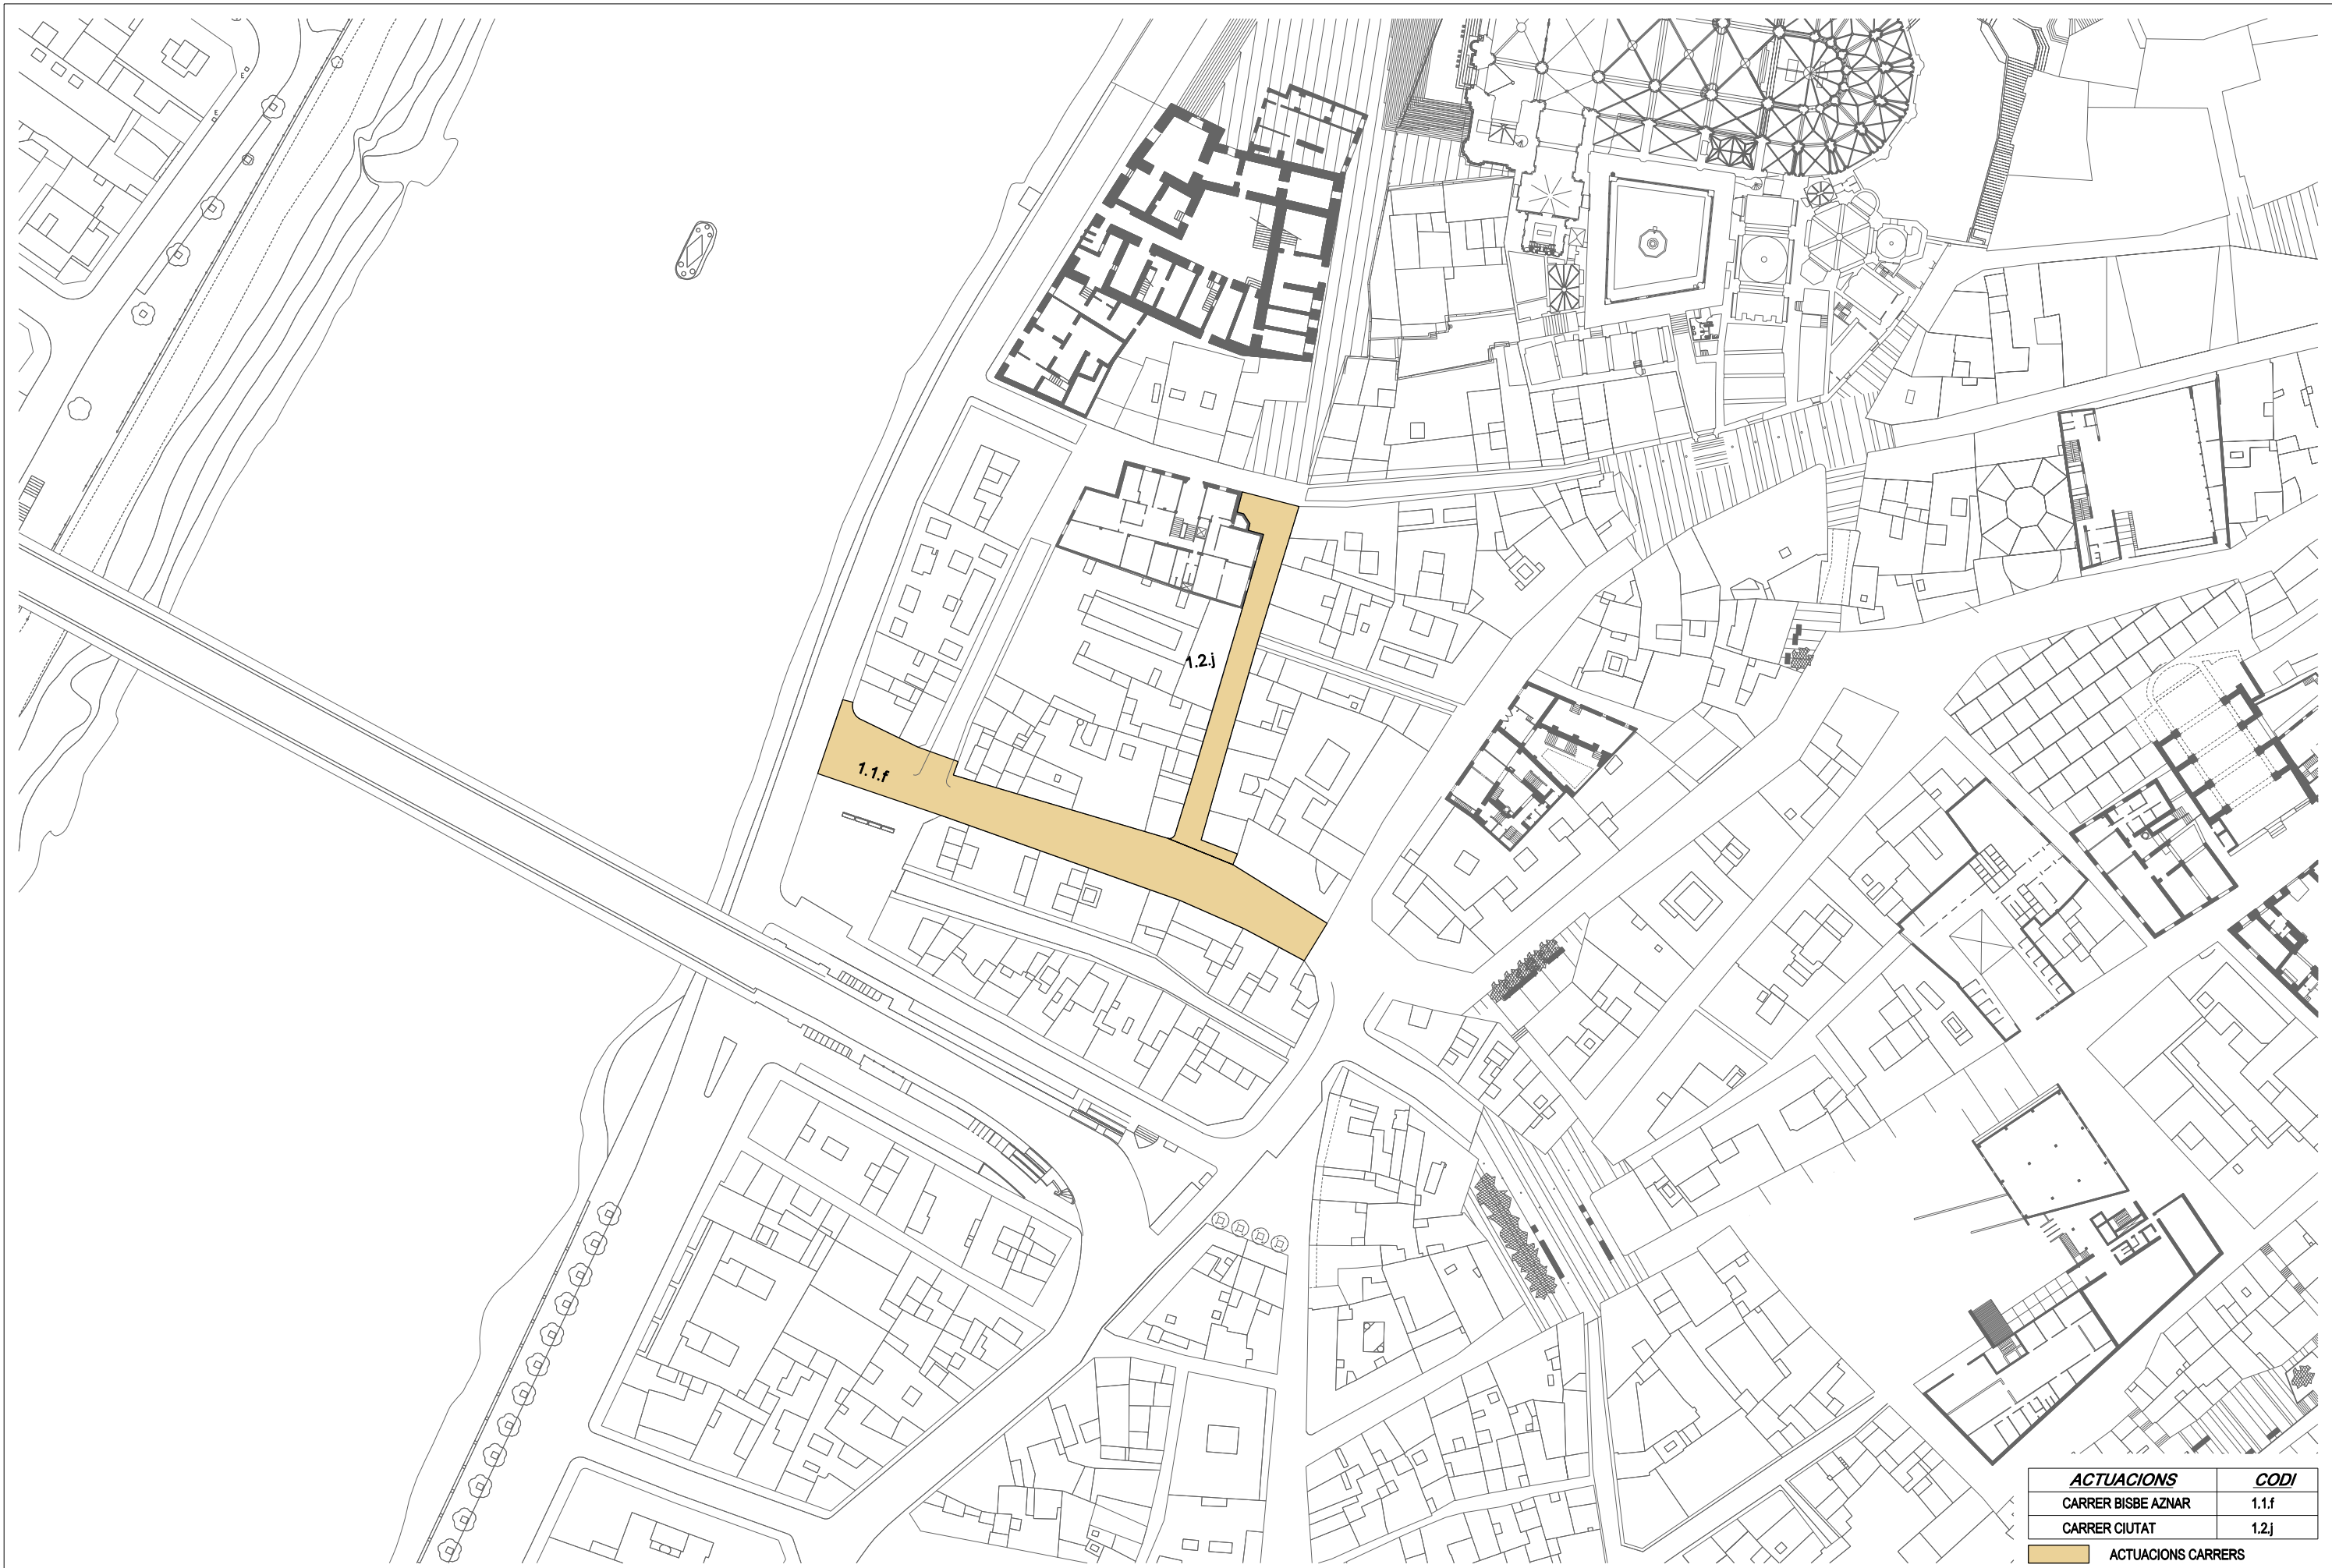 E
E
1.2.j
1.1.f
ACTUACIONS CODI
CARRER BISBE AZNAR 1.1.f
CARRER CIUTAT 1.2.j
ACTUACIONS CARRERS